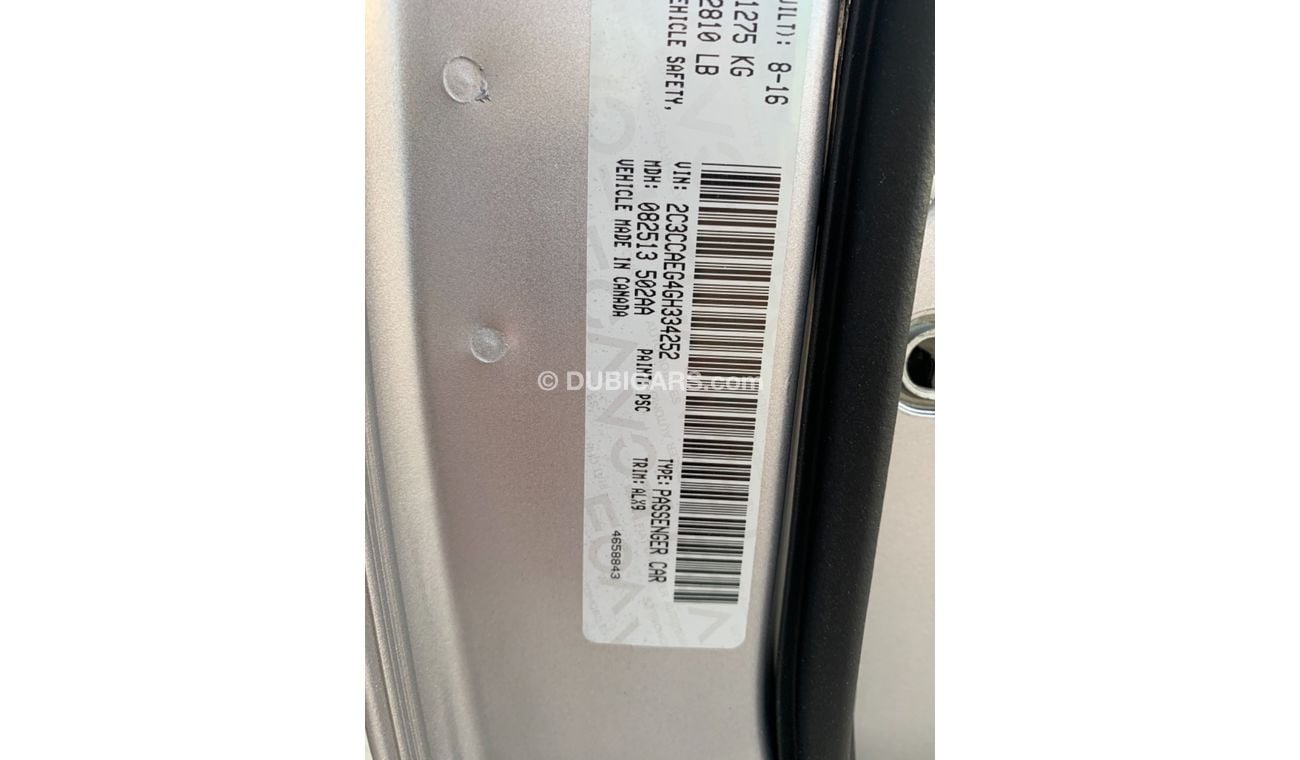 UILT): 8-16
1275 KG
2810 LB
EHICLE SAFETY,
VIN: 2C3CCAEG4GH334252
TYPE: PASSENGER CAR
MDH: 082513 502AA
PAINT: PSC
TRIM: ALX9
VEHICLE MADE IN CANADA
4658843
© DUBICARS.com